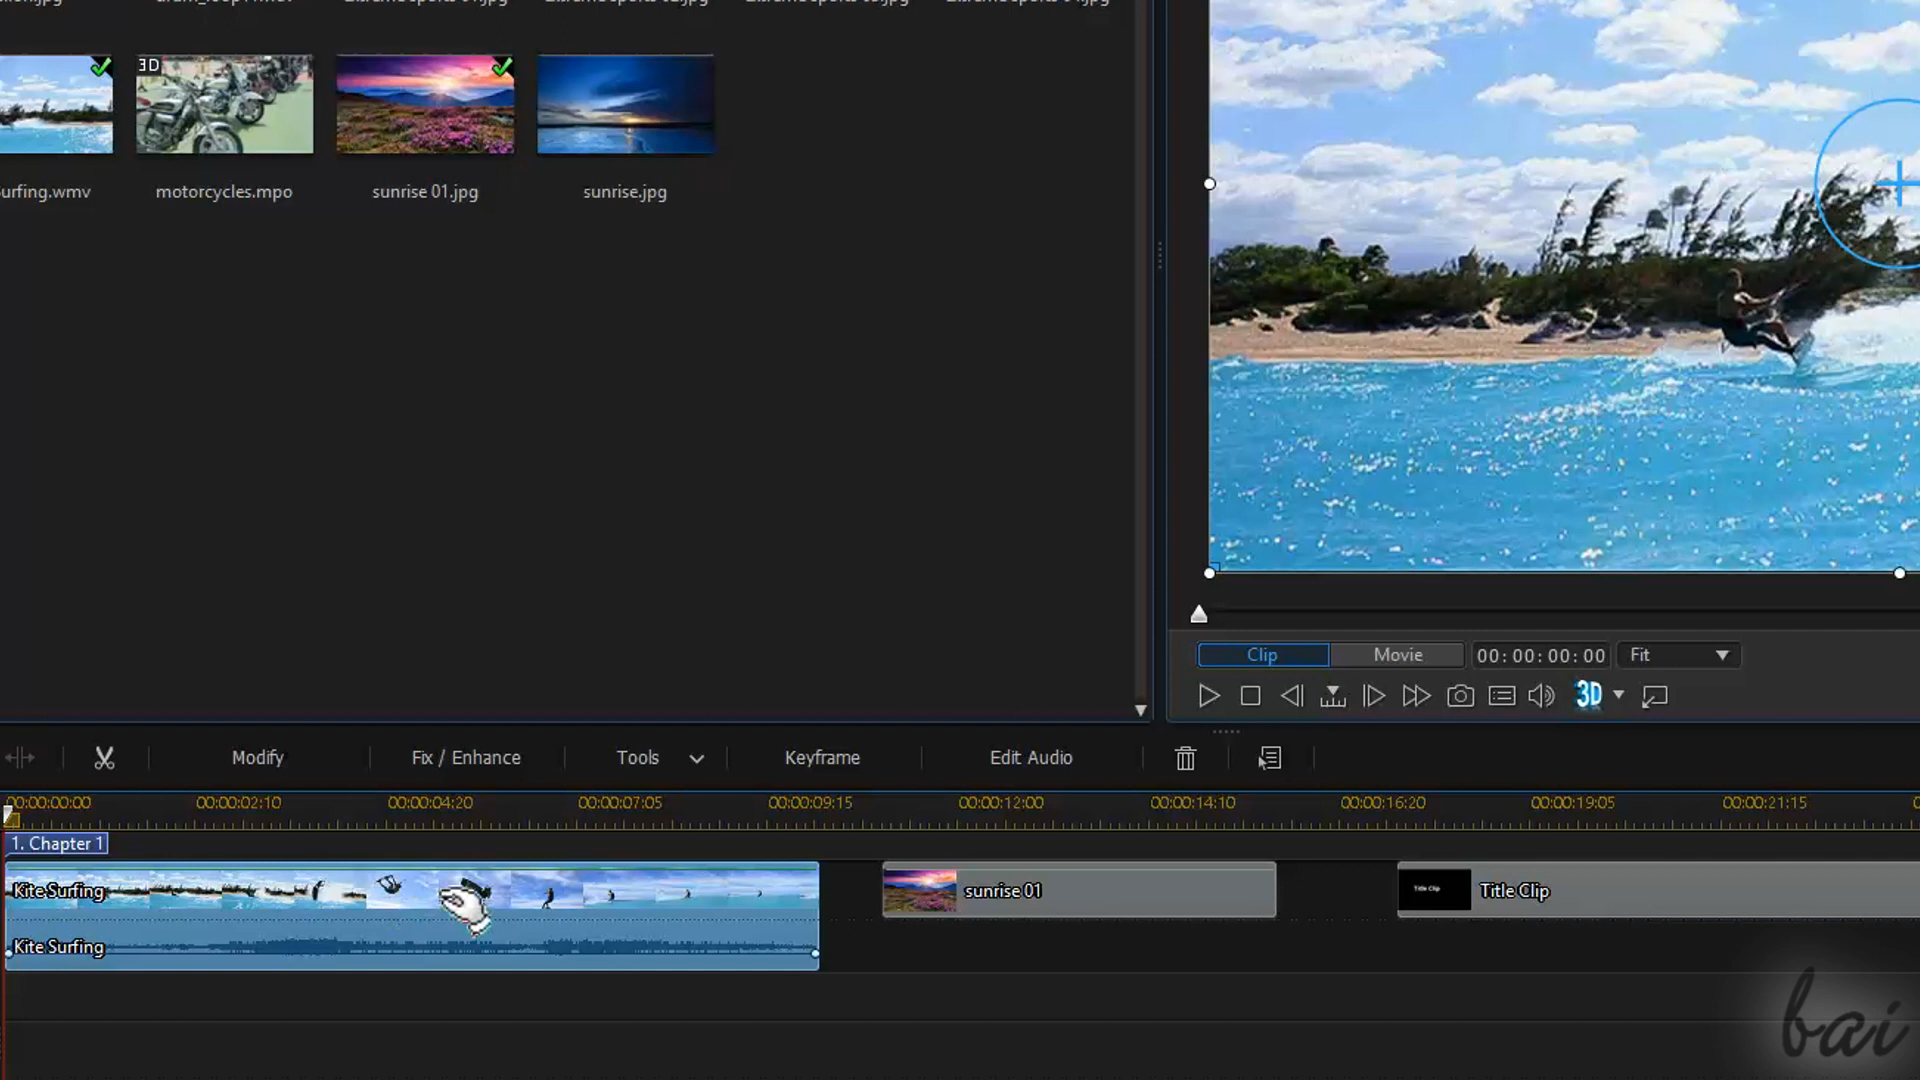 3D
urfing.wmv
motorcycles.mpo
sunrise 01.jpg
sunrise.jpg
Clip
Movie
00:00:00:00
Fit
3D
Modify
Fix / Enhance
Tools
Keyframe
Edit Audio
00:00:00:00
00:00:02:10
00:00:04:20
00:00:07:05
00:00:09:15
00:00:12:00
00:00:14:10
00:00:16:20
00:00:19:05
00:00:21:15
1. Chapter 1
Kite Surfing
sunrise 01
Title Clip
Title Clip
Kite Surfing
bai